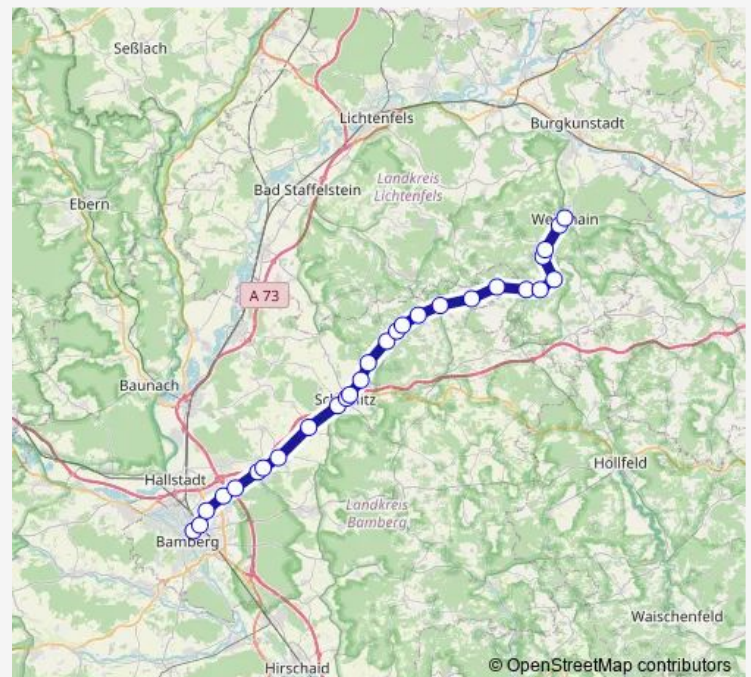 Seßlach
Lichtenfels
Burgkunstadt
Landkreis
Lichtenfels
Bad Staffelstein
Ebern
A 73
Baunach
Hollfeld
Hallstadt
Landkreis
Bamberg
Bamberg
Waischenfeld
Hirschaid
© OpenStreetMap contributors